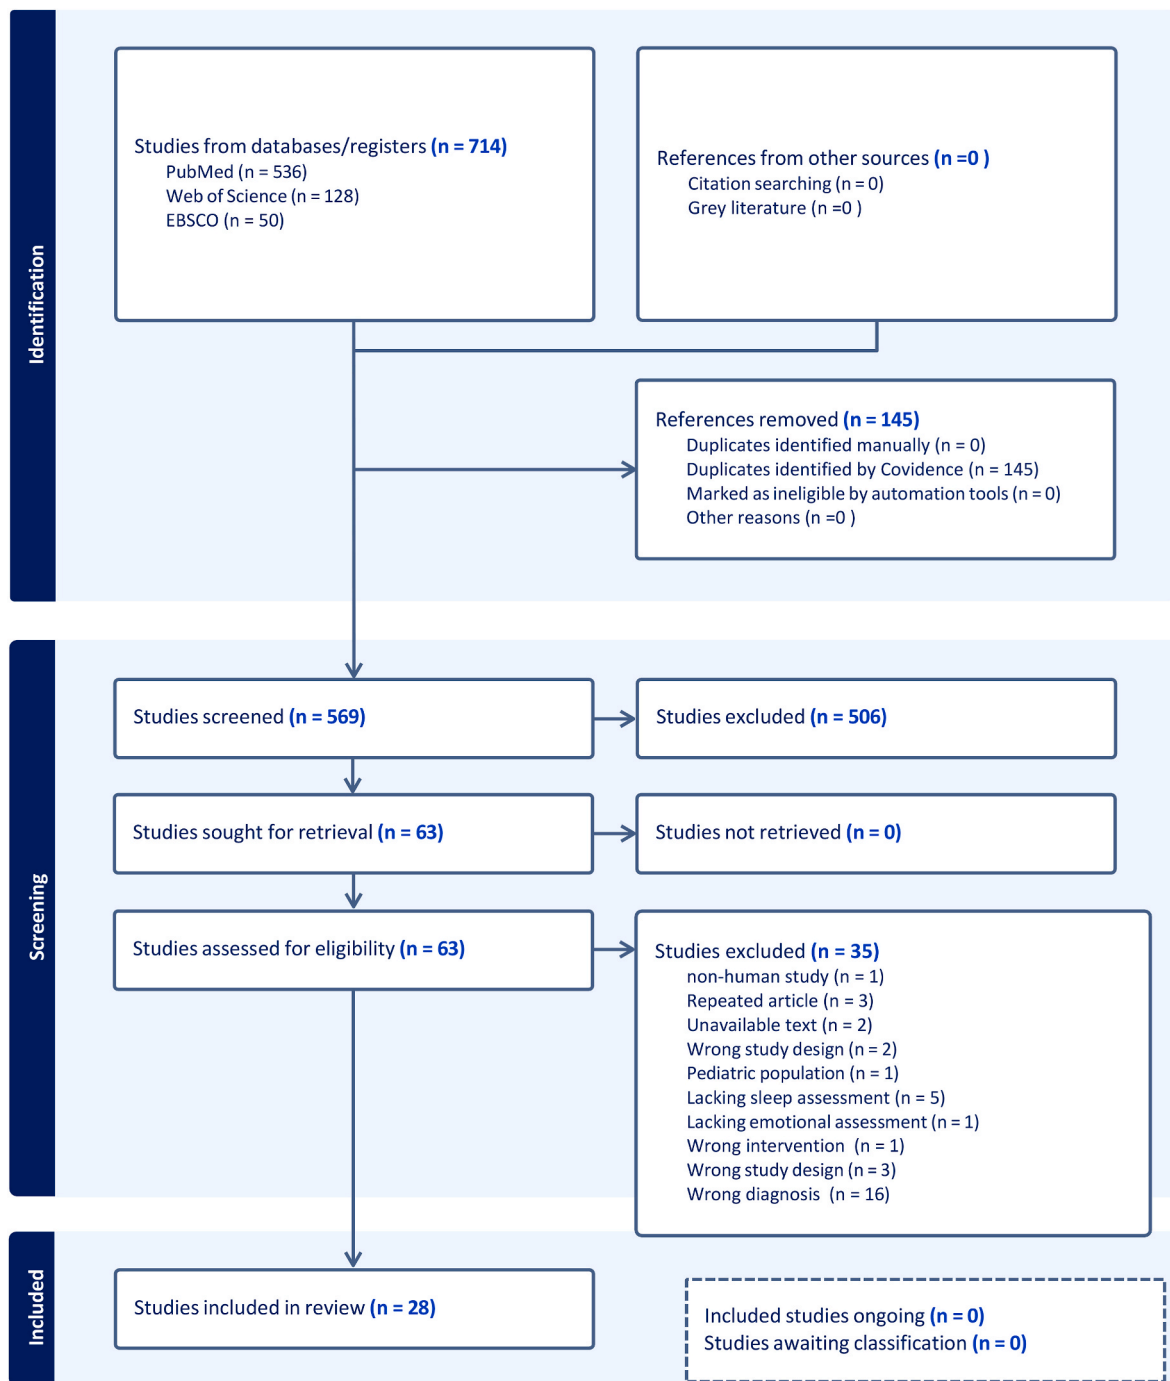 Identification
Studies from databases/registers (n = 714)
PubMed (n = 536)
Web of Science (n = 128)
EBSCO (n = 50)
References from other sources (n =0 )
Citation searching (n = 0)
Grey literature (n =0 )
References removed (n = 145)
Duplicates identified manually (n = 0)
Duplicates identified by Covidence (n = 145)
Marked as ineligible by automation tools (n = 0)
Other reasons (n =0 )
Screening
Studies screened (n = 569)
Studies excluded (n = 506)
Studies sought for retrieval (n = 63)
Studies not retrieved (n = 0)
Studies assessed for eligibility (n = 63)
Studies excluded (n = 35)
non-human study (n = 1)
Repeated article (n = 3)
Unavailable text (n = 2)
Wrong study design (n = 2)
Pediatric population (n = 1)
Lacking sleep assessment (n = 5)
Lacking emotional assessment (n = 1)
Wrong intervention  (n = 1)
Wrong study design (n = 3)
Wrong diagnosis  (n = 16)
Included
Studies included in review (n = 28)
Included studies ongoing (n = 0)
Studies awaiting classification (n = 0)